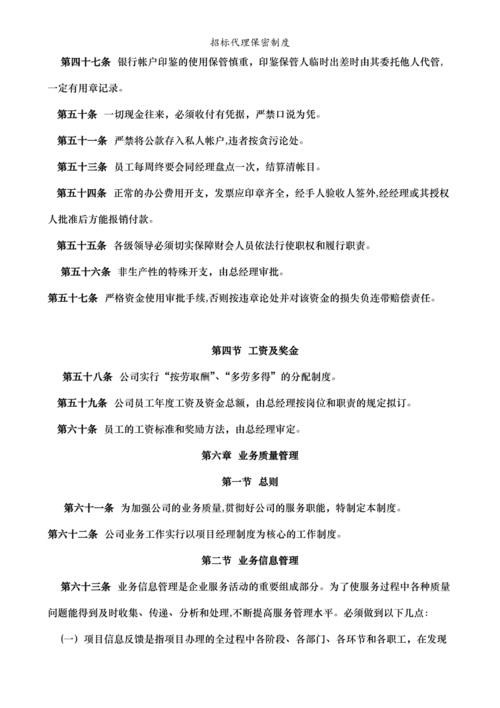 招标代理保密制度
第四十七条 银行帐户印鉴的使用保管慎重，印鉴保管人临时出差时由其委托他人代管，
一定有用章记录。
第五十条 一切现金往来，必须收付有凭据，严禁口说为凭。
第五十一条 严禁将公款存入私人帐户,违者按贪污论处。
第五十三条 员工每周终要会同经理盘点一次，结算清帐目。
第五十四条 正常的办公费用开支，发票应印章齐全，经手人验收人签外,经经理或其授权
人批准后方能报销付款。
第五十五条 各级领导必须切实保障财会人员依法行使职权和履行职责。
第五十六条 非生产性的特殊开支，由总经理审批。
第五十七条 严格资金使用审批手续,否则按违章论处并对该资金的损失负连带赔偿责任。
第四节 工资及奖金
第五十八条 公司实行“按劳取酬”、“多劳多得”的分配制度。
第五十九条 公司员工年度工资及资金总额，由总经理按岗位和职责的规定拟订。
第六十条 员工的工资标准和奖励方法，由总经理审定。
第六章 业务质量管理
第一节 总则
第六十一条 为加强公司的业务质量,贯彻好公司的服务职能，特制定本制度。
第六十二条 公司业务工作实行以项目经理制度为核心的工作制度。
第二节 业务信息管理
第六十三条 业务信息管理是企业服务活动的重要组成部分。为了使服务过程中各种质量
问题能得到及时收集、传递、分析和处理,不断提高服务管理水平。必须做到以下几点：
(一）项目信息反馈是指项目办理的全过程中各阶段、各部门、各环节和各职工，在发现